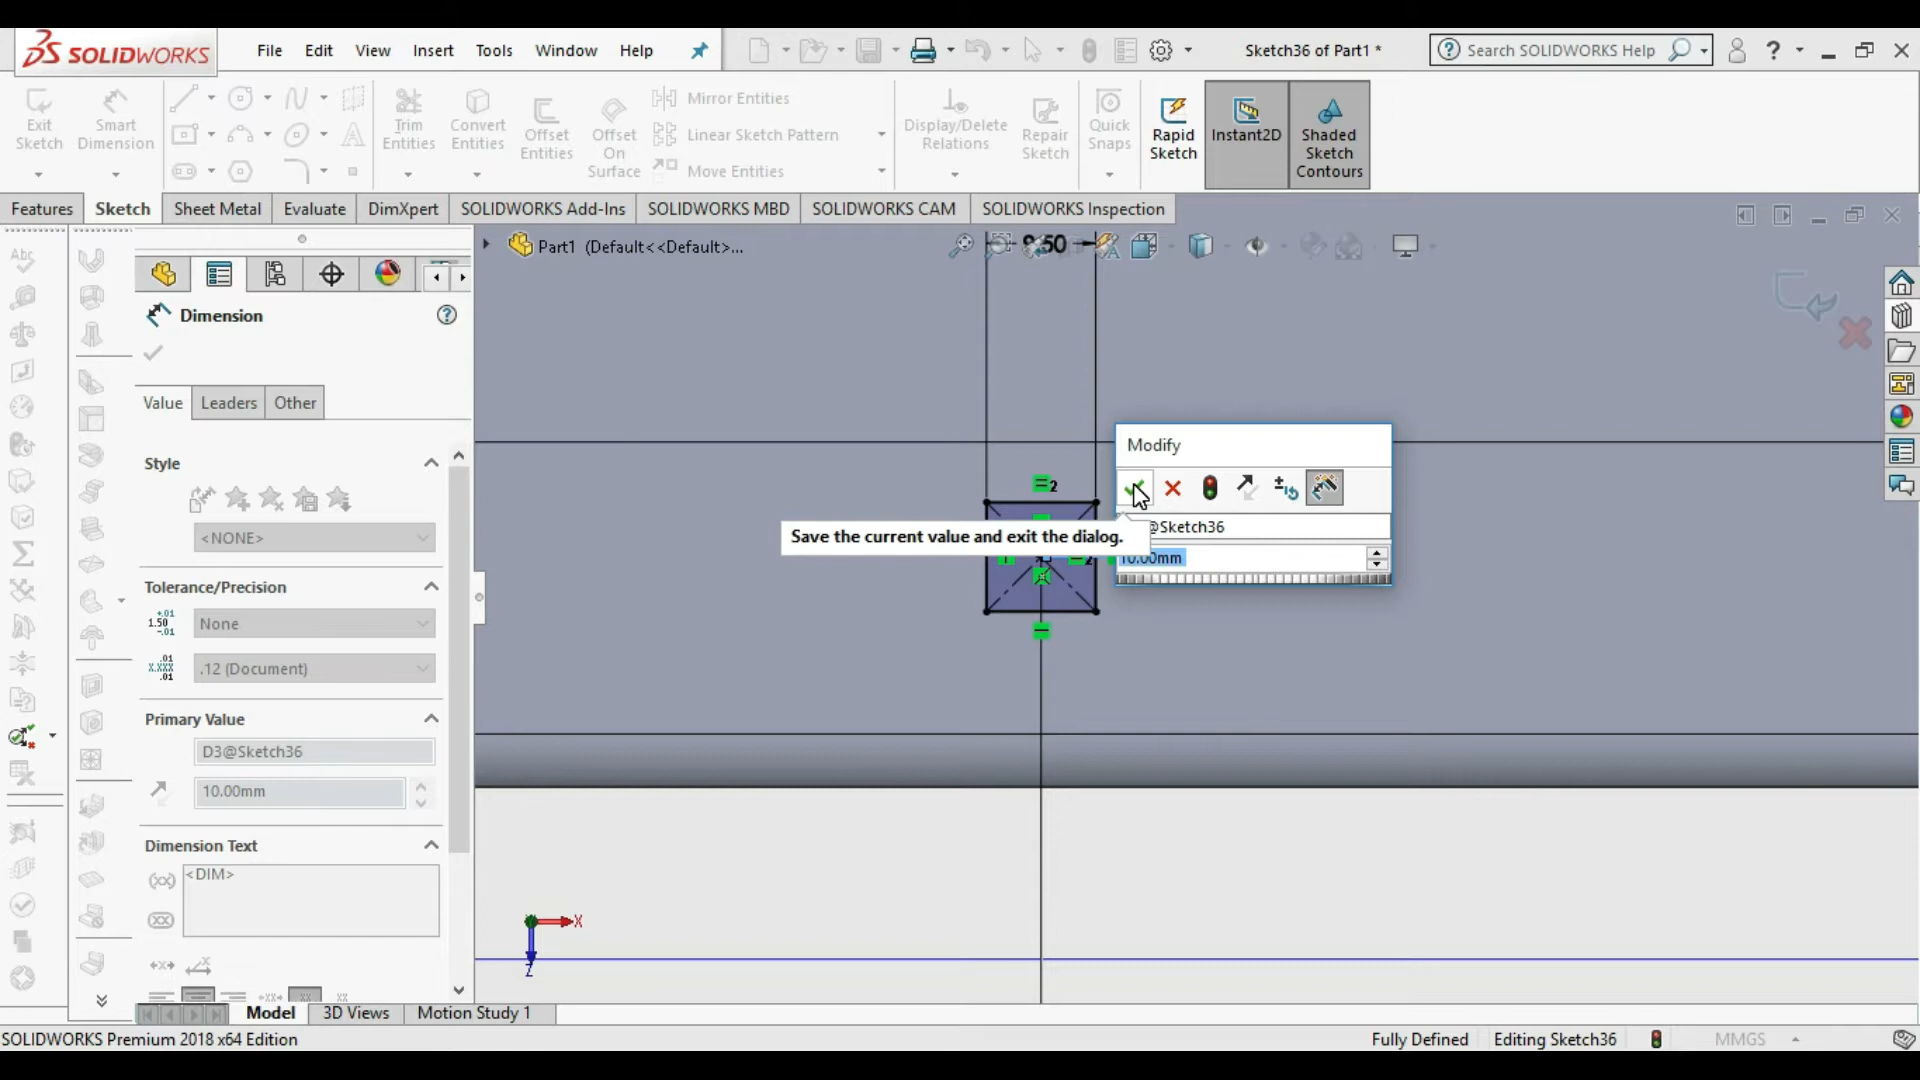 SOLIDWORKS File Edit View Insert Tools Window Help Sketch36 of Part1 * Search SOLIDWORKS Help ?
Exit Sketch
Smart Dimension
Trim Entities
Convert Entities
Offset Entities
Offset On Surface
Mirror Entities
Linear Sketch Pattern
Move Entities
Display/Delete Relations
Repair Sketch
Quick Snaps
Rapid Sketch
Instant2D
Shaded Sketch Contours
Features Sketch Sheet Metal Evaluate DimXpert SOLIDWORKS Add-Ins SOLIDWORKS MBD SOLIDWORKS CAM SOLIDWORKS Inspection
Part1 (Default<<Default>...
9.50
Dimension
Value Leaders Other
Style
<NONE>
Tolerance/Precision
None
.12 (Document)
Primary Value
D3@Sketch36
10.00mm
Dimension Text
<DIM>
Modify
@Sketch36
10.00mm
Save the current value and exit the dialog.
2
X
Z
Model 3D Views Motion Study 1
SOLIDWORKS Premium 2018 x64 Edition Fully Defined Editing Sketch36 MMGS